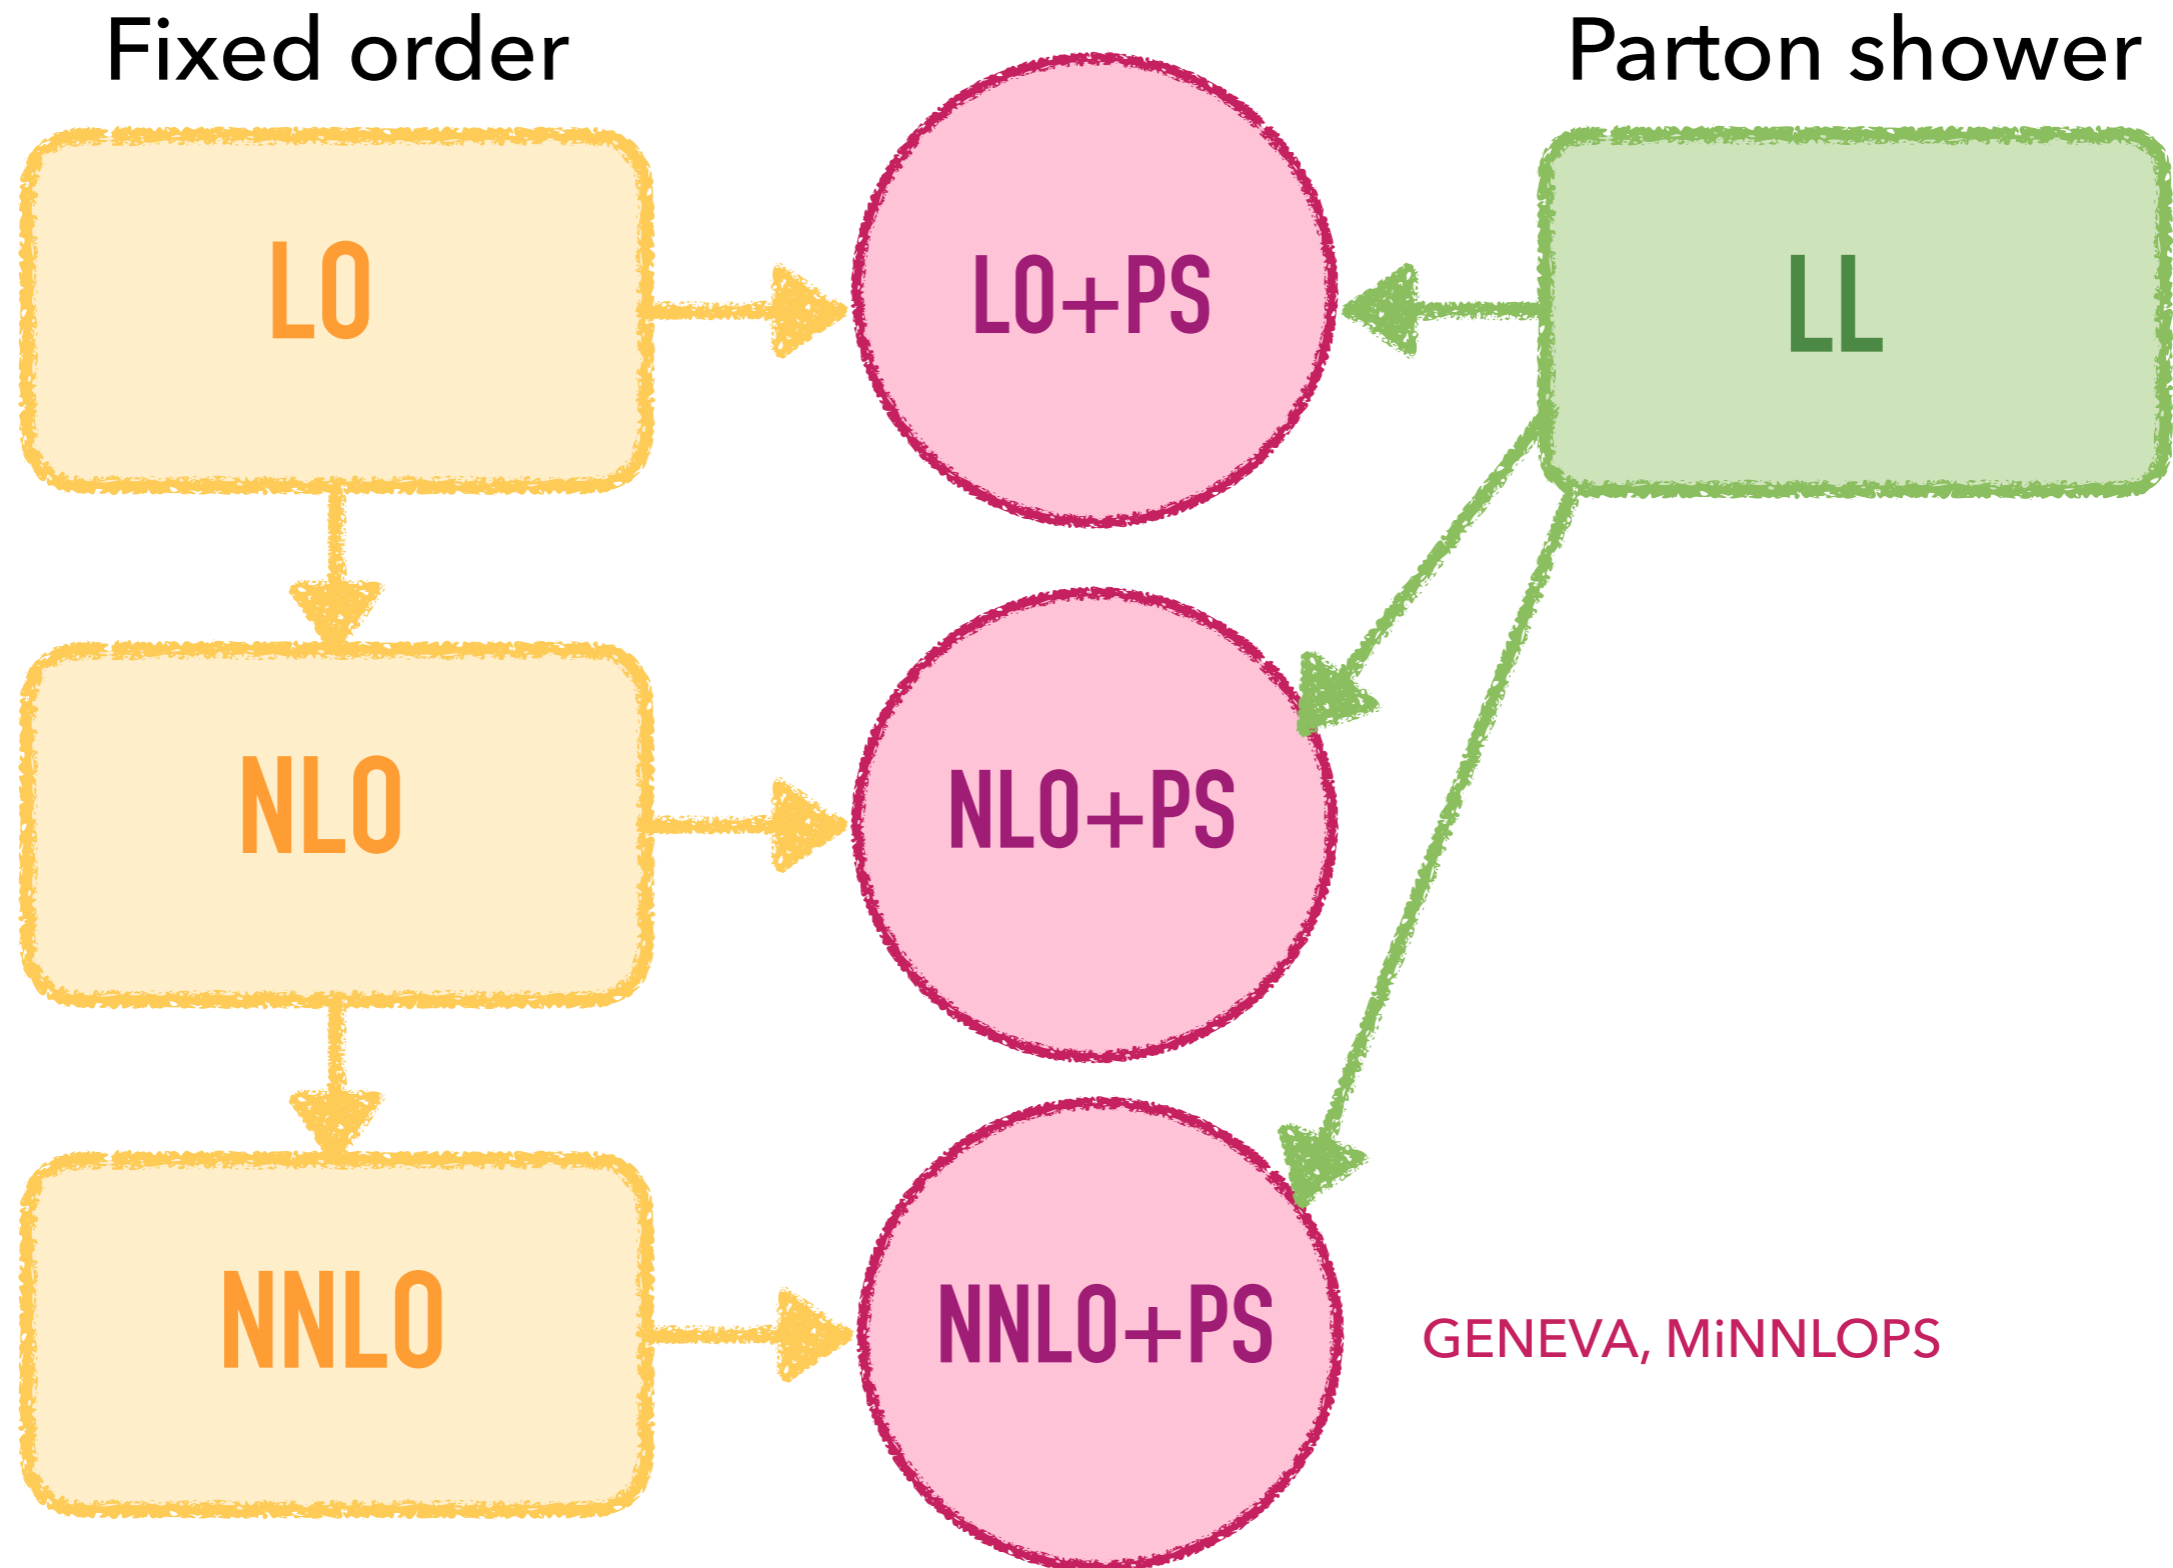 Fixed order
Parton shower
LO
LO+PS
LL
NLO
NLO+PS
NNLO
NNLO+PS
GENEVA, MiNNLOPS